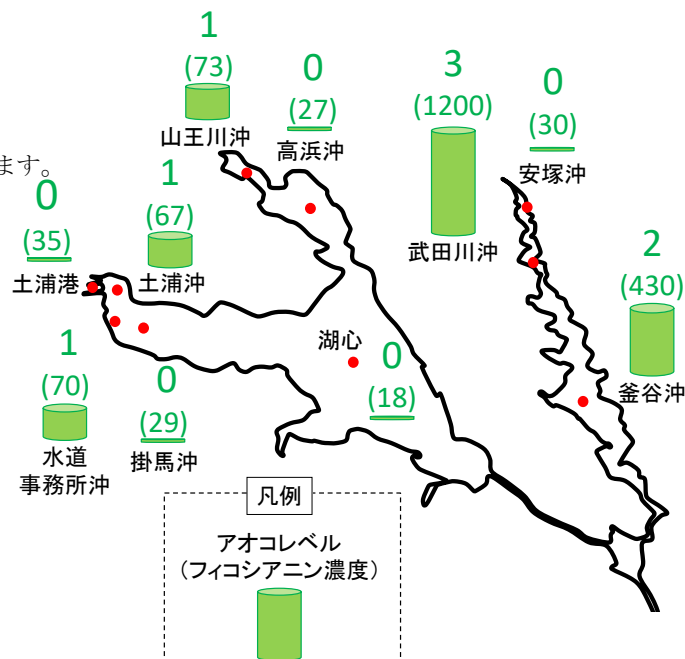 1
(73)
山王川沖
0
(27)
高浜沖
3
(1200)
武田川沖
0
(30)
安塚沖
ます。
0
(35)
土浦港
1
(67)
土浦沖
2
(430)
釜谷沖
湖心
0
(18)
1
(70)
水道
事務所沖
0
(29)
掛馬沖
凡例
アオコレベル
（フィコシアニン濃度）